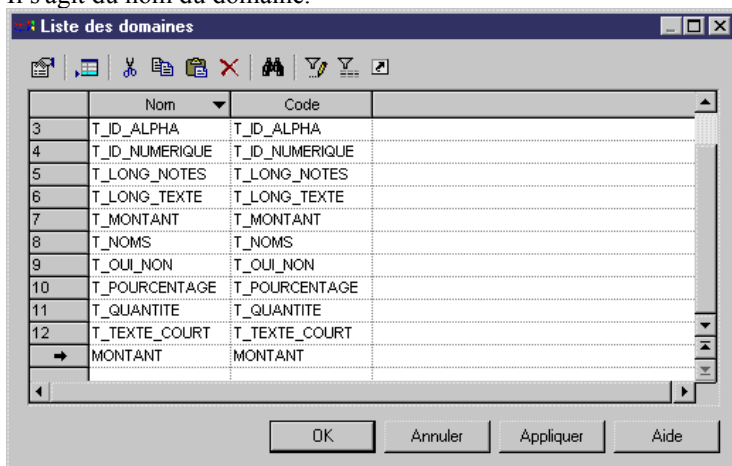 Il s'agit du nom du domaine.
Liste des domaines
Nom Code
3 T_ID_ALPHA T_ID_ALPHA
4 T_ID_NUMERIQUE T_ID_NUMERIQUE
5 T_LONG_NOTES T_LONG_NOTES
6 T_LONG_TEXTE T_LONG_TEXTE
7 T_MONTANT T_MONTANT
8 T_NOMS T_NOMS
9 T_OUI_NON T_OUI_NON
10 T_POURCENTAGE T_POURCENTAGE
11 T_QUANTITE T_QUANTITE
12 T_TEXTE_COURT T_TEXTE_COURT
MONTANT MONTANT
OK Annuler Appliquer Aide